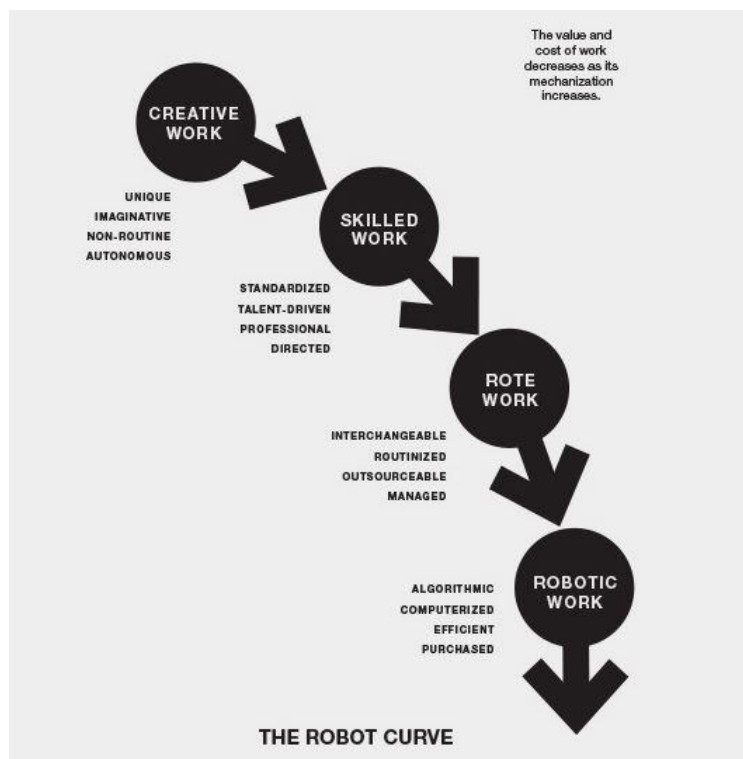 The value and
cost of work
decreases as its
mechanization
increases.
CREATIVE
WORK
UNIQUE
IMAGINATIVE
NON-ROUTINE
AUTONOMOUS
SKILLED
WORK
STANDARDIZED
TALENT-DRIVEN
PROFESSIONAL
DIRECTED
ROTE
WORK
INTERCHANGEABLE
ROUTINIZED
OUTSOURCEABLE
MANAGED
ROBOTIC
WORK
ALGORITHMIC
COMPUTERIZED
EFFICIENT
PURCHASED
THE ROBOT CURVE